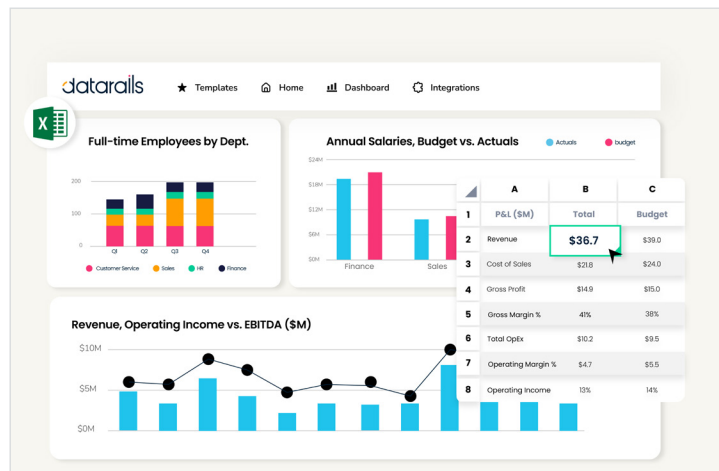 datarails
Templates
Home
Dashboard
Integrations
X
Full-time Employees by Dept.
200
100
0
Q1 Q2 Q3 Q4
Customer Service Sales HR Finance
Annual Salaries, Budget vs. Actuals
Actuals budget
$24M
$18M
$12M
$6M
$0M
Finance Sales
A B C
1 P&L ($M) Total Budget
2 Revenue $36.7 $39.0
3 Cost of Sales $21.8 $24.0
4 Gross Profit $14.9 $15.0
5 Gross Margin % 41% 38%
6 Total OpEx $10.2 $9.5
7 Operating Margin % $4.7 $5.5
8 Operating Income 13% 14%
Revenue, Operating Income vs. EBITDA ($M)
$10M
$5M
$0M